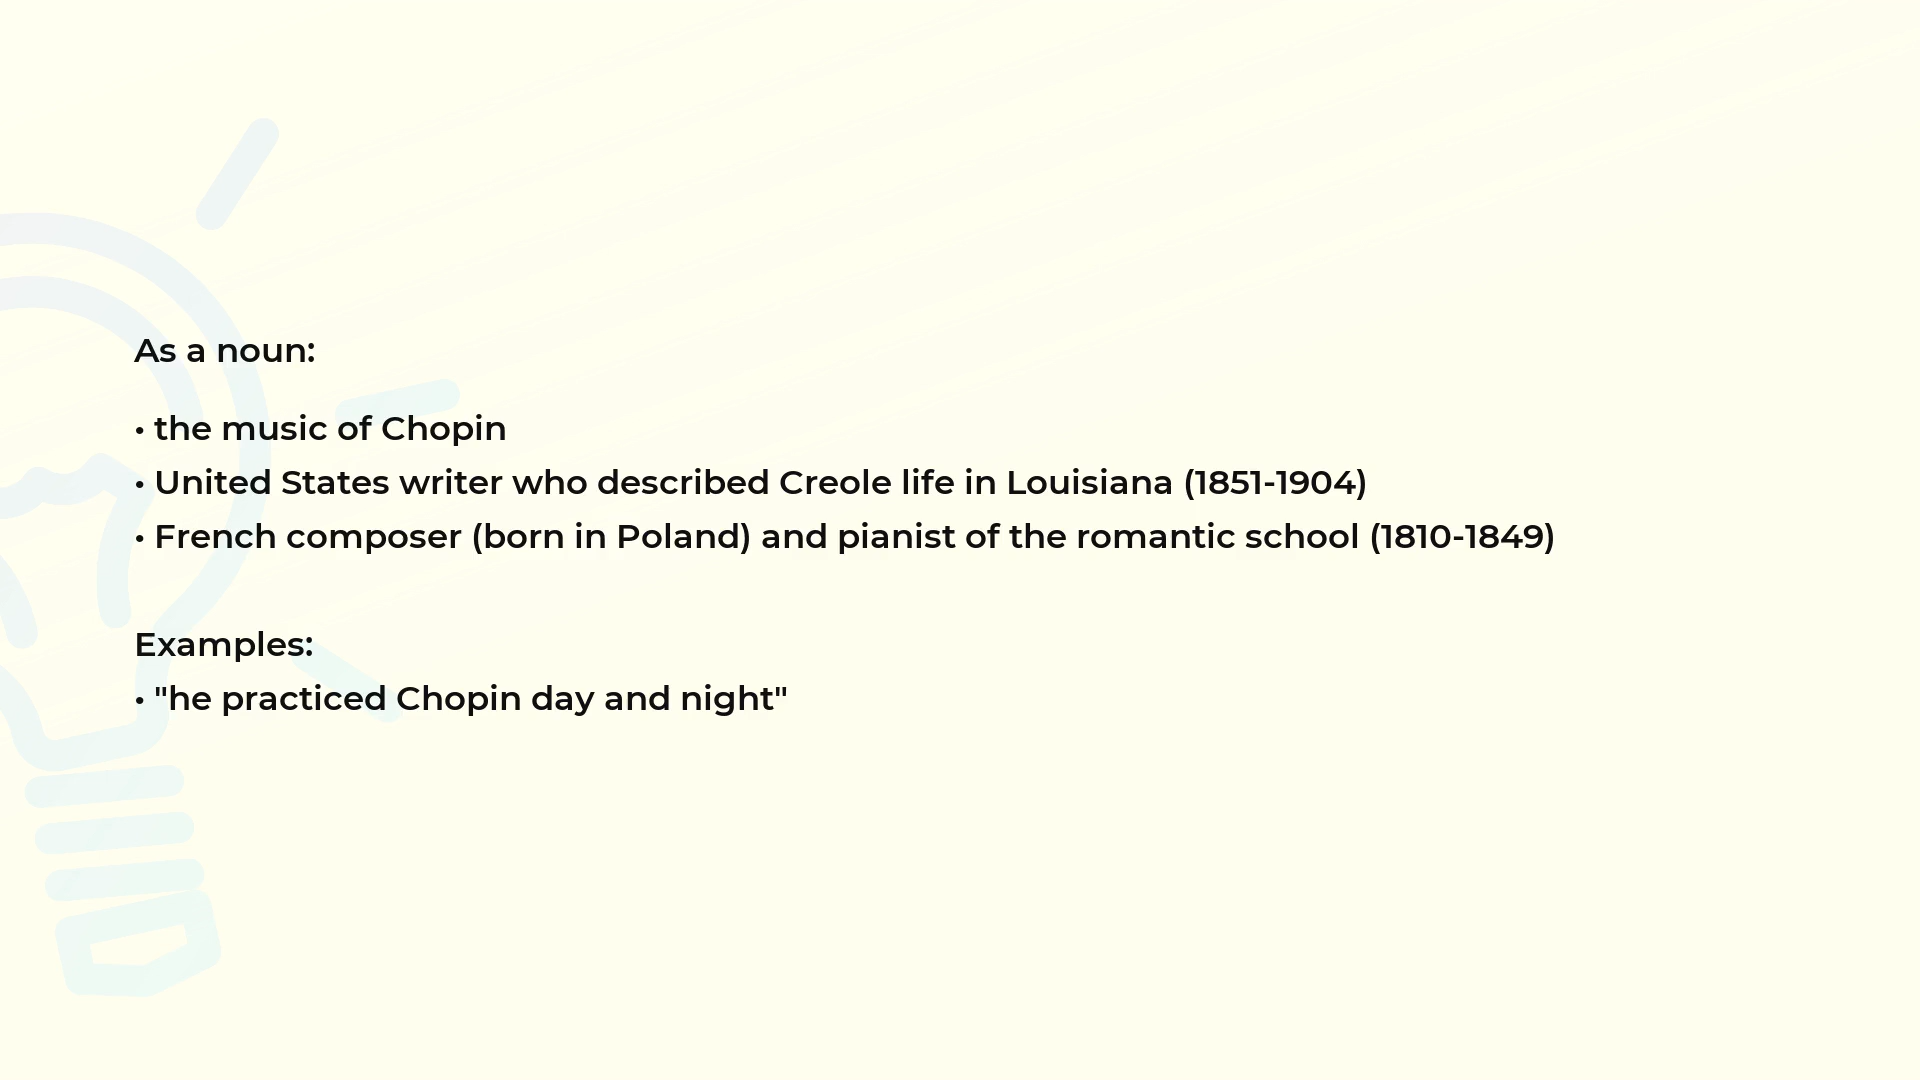 As a noun:
• the music of Chopin
• United States writer who described Creole life in Louisiana (1851-1904)
• French composer (born in Poland) and pianist of the romantic school (1810-1849)
Examples:
• "he practiced Chopin day and night"